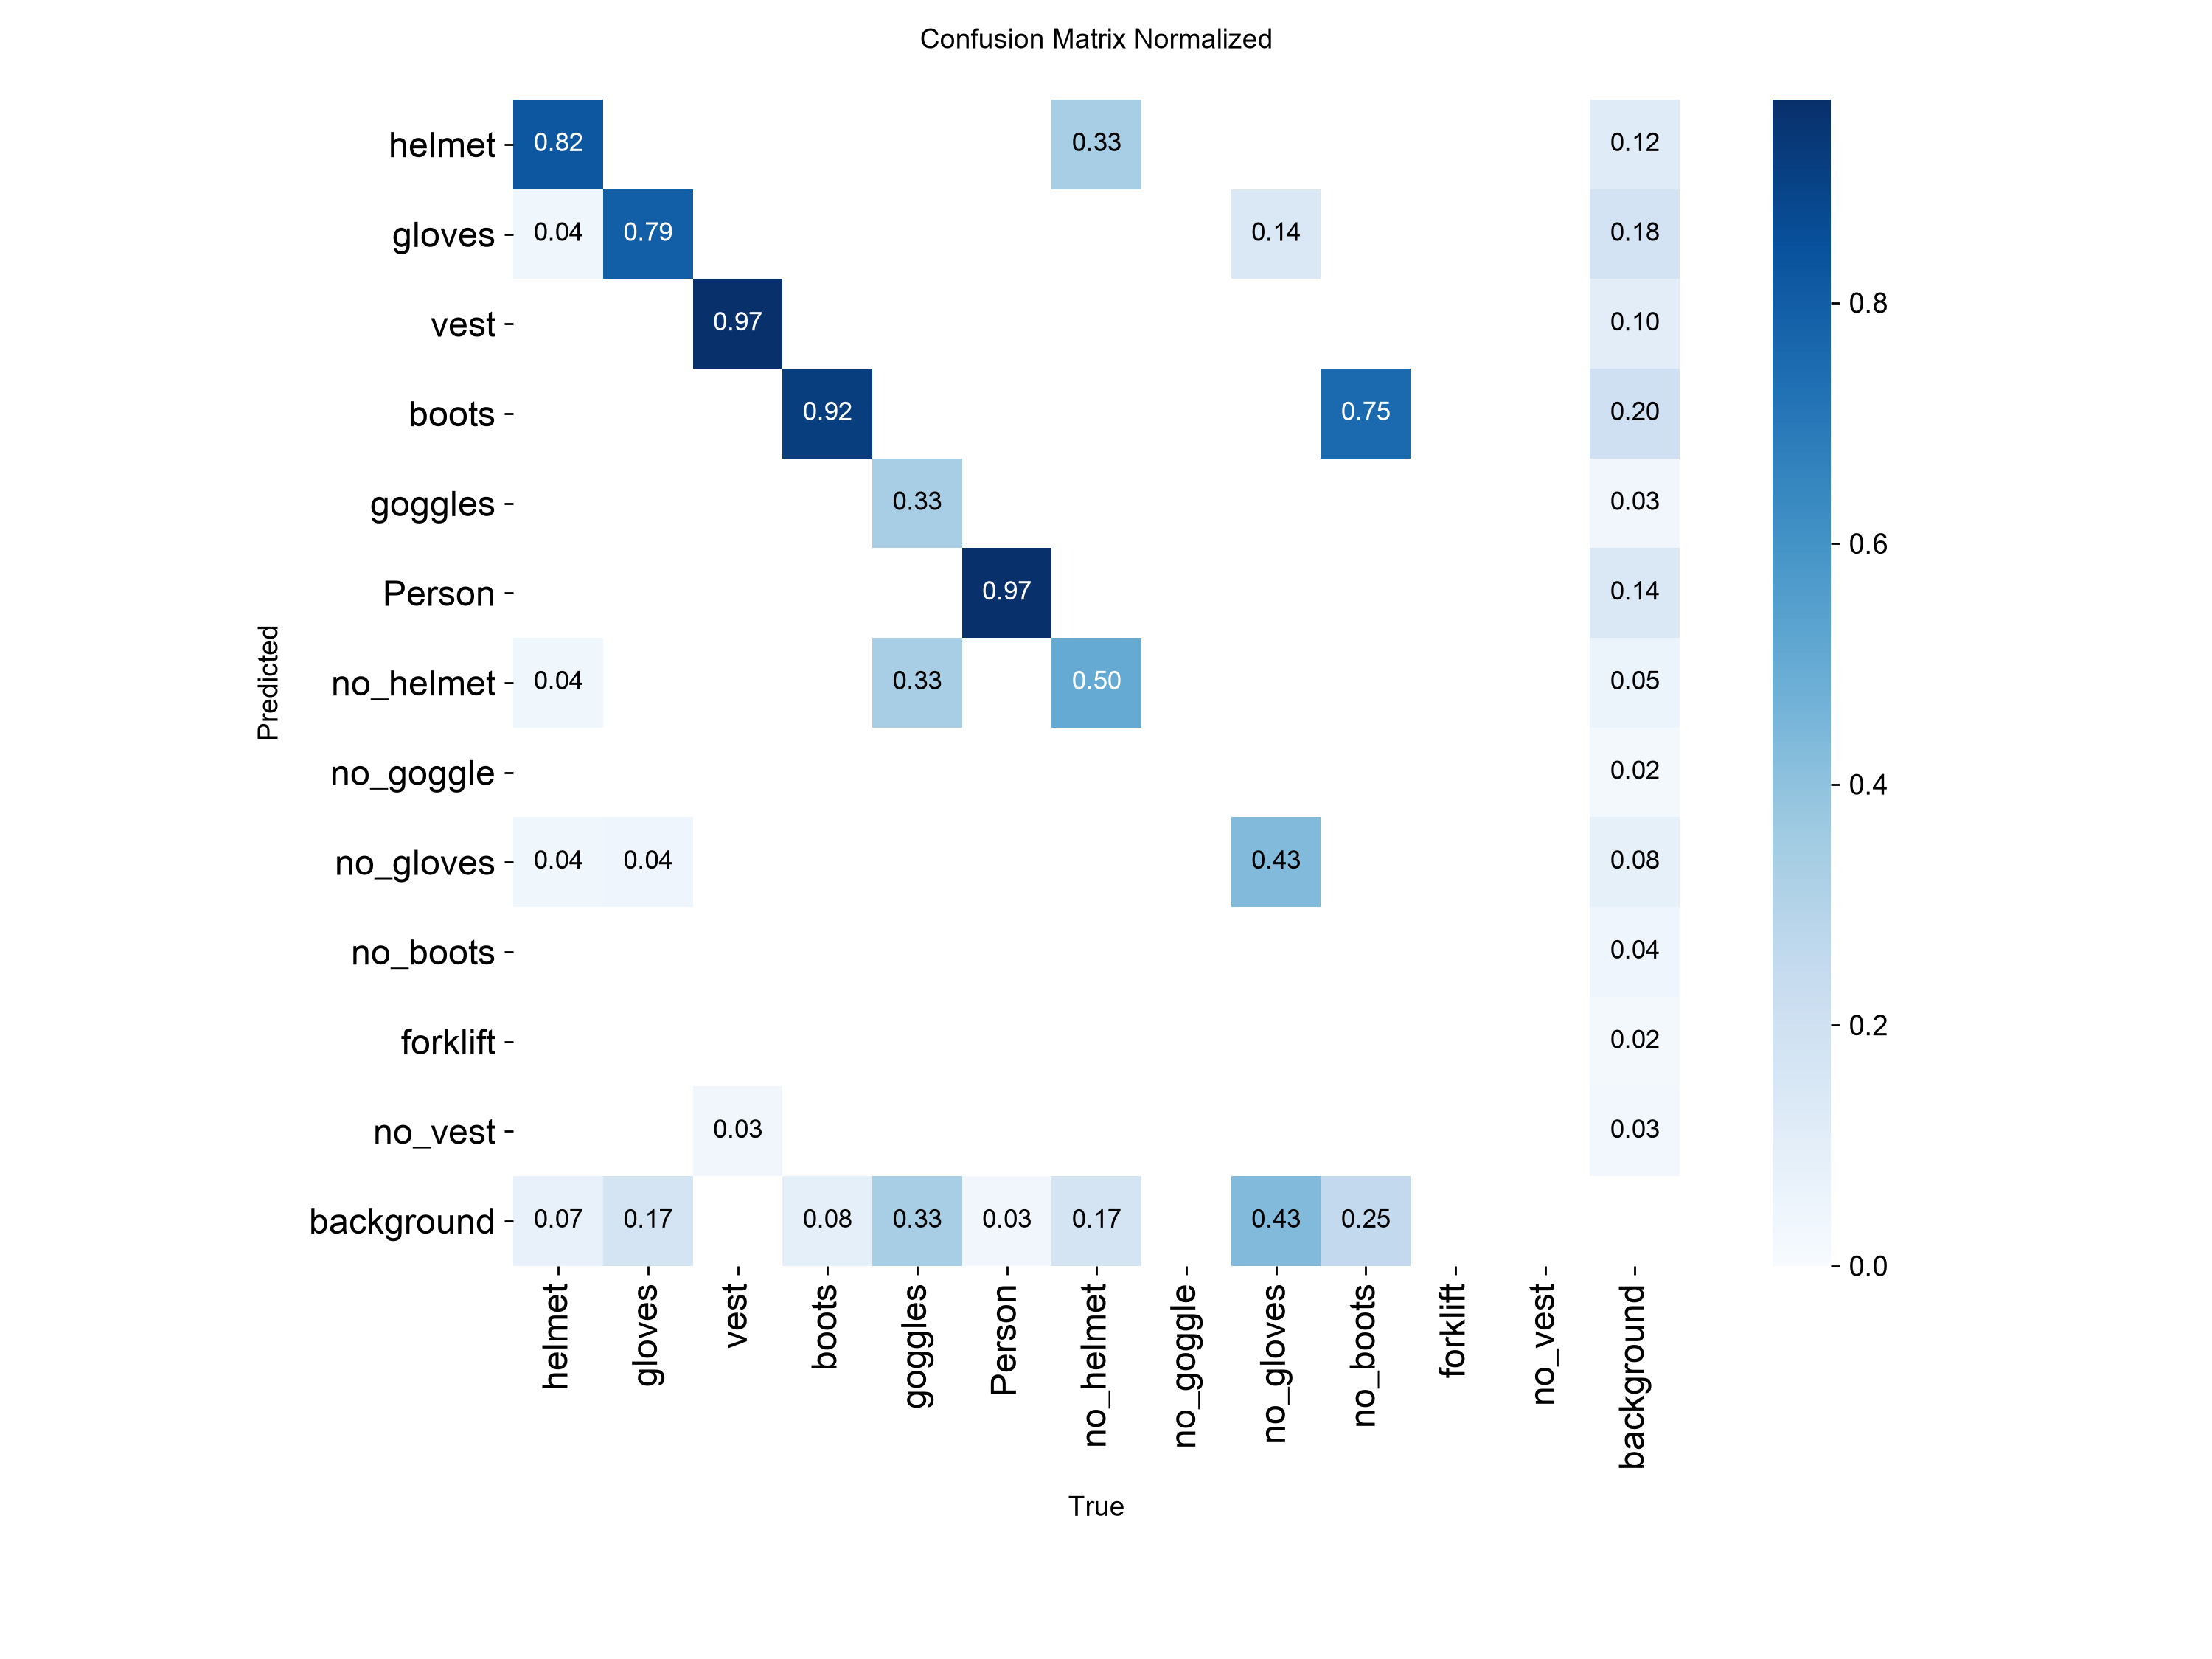 Confusion Matrix Normalized
helmet 0.82 0.33 0.12
gloves 0.04 0.79 0.14 0.18
vest 0.97 0.10
boots 0.92 0.75 0.20
goggles 0.33 0.03
Person 0.97 0.14
no_helmet 0.04 0.33 0.50 0.05
no_goggle 0.02
no_gloves 0.04 0.04 0.43 0.08
no_boots 0.04
forklift 0.02
no_vest 0.03 0.03
background 0.07 0.17 0.08 0.33 0.03 0.17 0.43 0.25
Predicted
helmet gloves vest boots goggles Person no_helmet no_goggle no_gloves no_boots forklift no_vest background
True
0.8
0.6
0.4
0.2
0.0